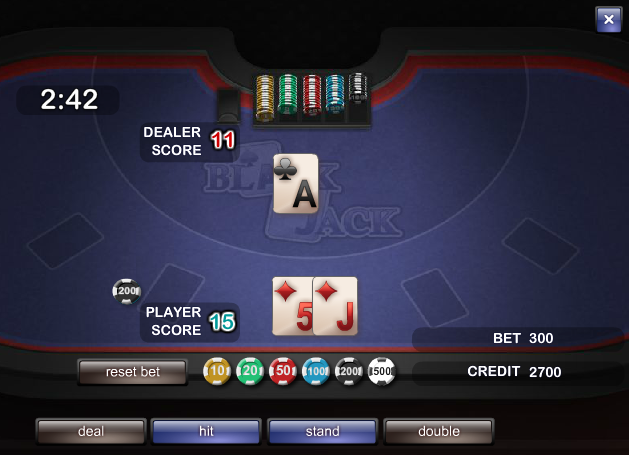 2:42
DEALER
SCORE
11
A
BLACK
JACK
200
5 J
PLAYER
SCORE
15
BET 300
reset bet
10 20 50 100 200 500
CREDIT 2700
deal hit stand double